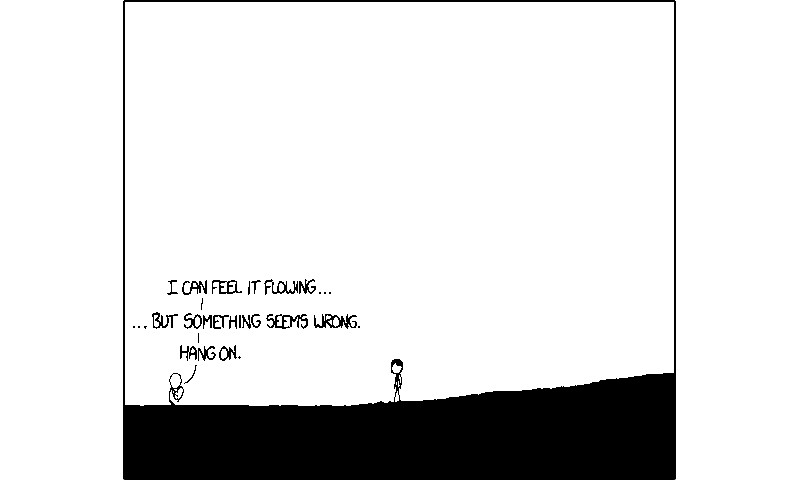 I CAN FEEL IT FLOWING...
...BUT SOMETHING SEEMS WRONG.
HANG ON.